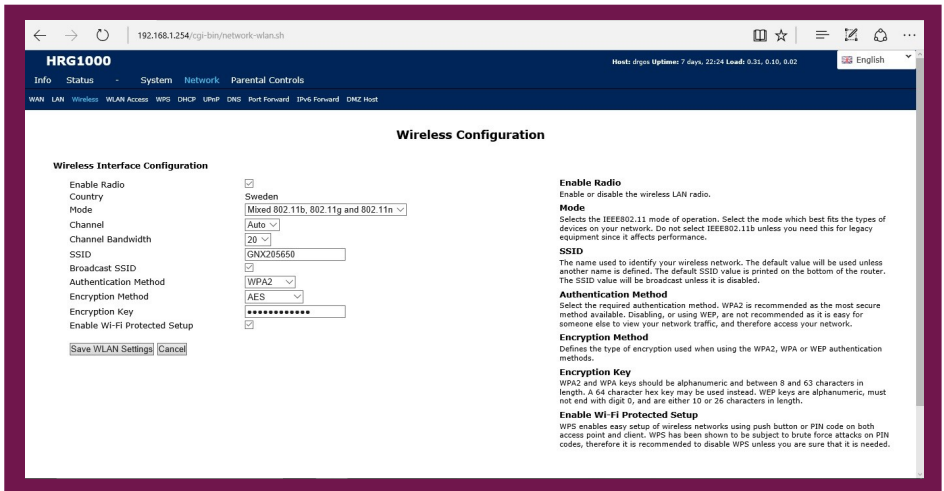 192.168.1.254/cgi-bin/network-wlan.sh
HRG1000
Host: drgos Uptime: 7 days, 22:24 Load: 0.31, 0.10, 0.02
English
Info Status - System Network Parental Controls
WAN LAN Wireless WLAN Access WPS DHCP UPnP DNS Port Forward IPv6 Forward DMZ Host
Wireless Configuration
Wireless Interface Configuration
Enable Radio
Country Sweden
Mode Mixed 802.11b, 802.11g and 802.11n
Channel Auto
Channel Bandwidth 20
SSID GNX205650
Broadcast SSID
Authentication Method WPA2
Encryption Method AES
Encryption Key ••••••••••••
Enable Wi-Fi Protected Setup
Save WLAN Settings Cancel
Enable Radio
Enable or disable the wireless LAN radio.
Mode
Selects the IEEE802.11 mode of operation. Select the mode which best fits the types of
devices on your network. Do not select IEEE802.11b unless you need this for legacy
equipment since it affects performance.
SSID
The name used to identify your wireless network. The default value will be used unless
another name is defined. The default SSID value is printed on the bottom of the router.
The SSID value will be broadcast unless it is disabled.
Authentication Method
Select the required authentication method. WPA2 is recommended as the most secure
method available. Disabling, or using WEP, are not recommended as it is easy for
someone else to view your network traffic, and therefore access your network.
Encryption Method
Defines the type of encryption used when using the WPA2, WPA or WEP authentication
methods.
Encryption Key
WPA2 and WPA keys should be alphanumeric and between 8 and 63 characters in
length. A 64 character hex key may be used instead. WEP keys are alphanumeric, must
not end with digit 0, and are either 10 or 26 characters in length.
Enable Wi-Fi Protected Setup
WPS enables easy setup of wireless networks using push button or PIN code on both
access point and client. WPS has been shown to be subject to brute force attacks on PIN
codes, therefore it is recommended to disable WPS unless you are sure that it is needed.